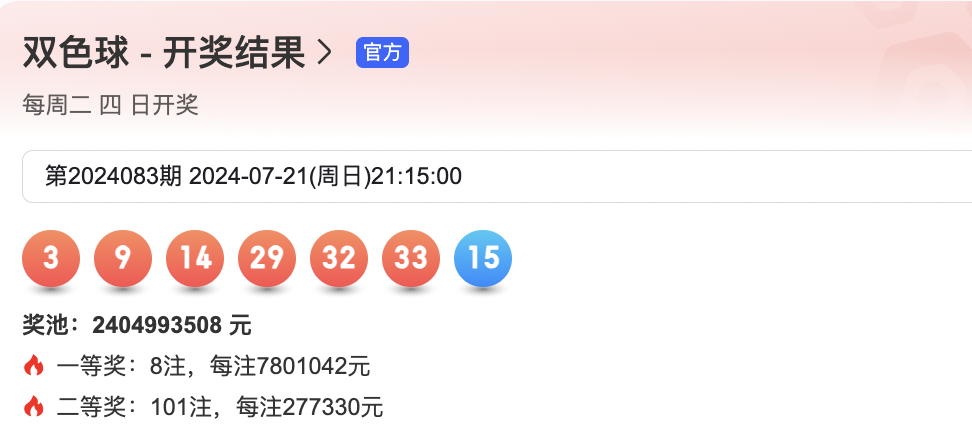 双色球 - 开奖结果 > 官方
每周二 四 日开奖
第2024083期 2024-07-21(周日)21:15:00
3 9 14 29 32 33 15
奖池：2404993508 元
一等奖：8注，每注7801042元
二等奖：101注，每注277330元